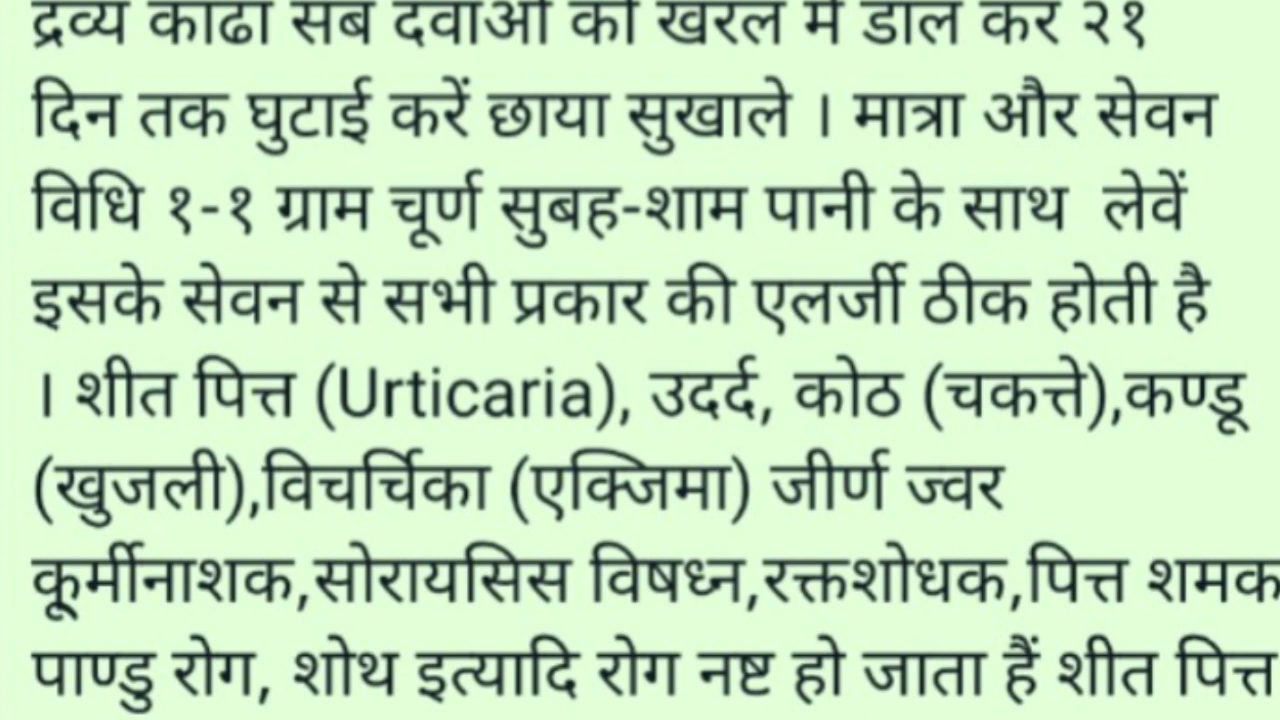 द्रव्य काढा सब दवाओं को खरल में डाल कर २१
दिन तक घुटाई करें छाया सुखाले । मात्रा और सेवन
विधि १-१ ग्राम चूर्ण सुबह-शाम पानी के साथ लेवें
इसके सेवन से सभी प्रकार की एलर्जी ठीक होती है
। शीत पित्त (Urticaria), उदर्द, कोठ (चकत्ते),कण्डू
(खुजली),विचर्चिका (एक्जिमा) जीर्ण ज्वर
कूर्मीनाशक,सोरायसिस विषध्न,रक्तशोधक,पित्त शमक
पाण्डु रोग, शोथ इत्यादि रोग नष्ट हो जाता हैं शीत पित्त